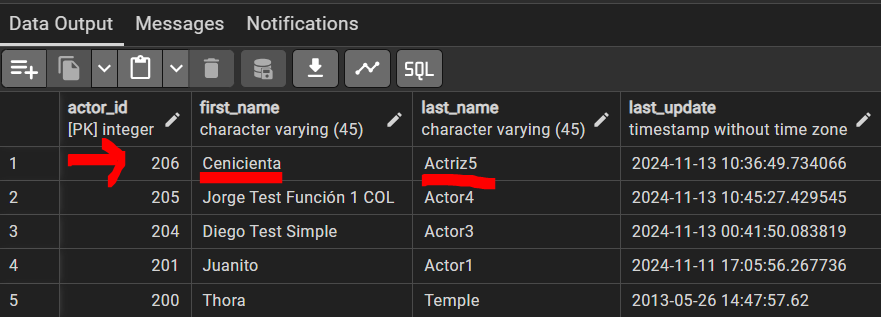 Data Output Messages Notifications
SQL
actor_id first_name last_name last_update
[PK] integer character varying (45) character varying (45) timestamp without time zone
1 206 Cenicienta Actriz5 2024-11-13 10:36:49.734066
2 205 Jorge Test Función 1 COL Actor4 2024-11-13 10:45:27.429545
3 204 Diego Test Simple Actor3 2024-11-13 00:41:50.083819
4 201 Juanito Actor1 2024-11-11 17:05:56.267736
5 200 Thora Temple 2013-05-26 14:47:57.62